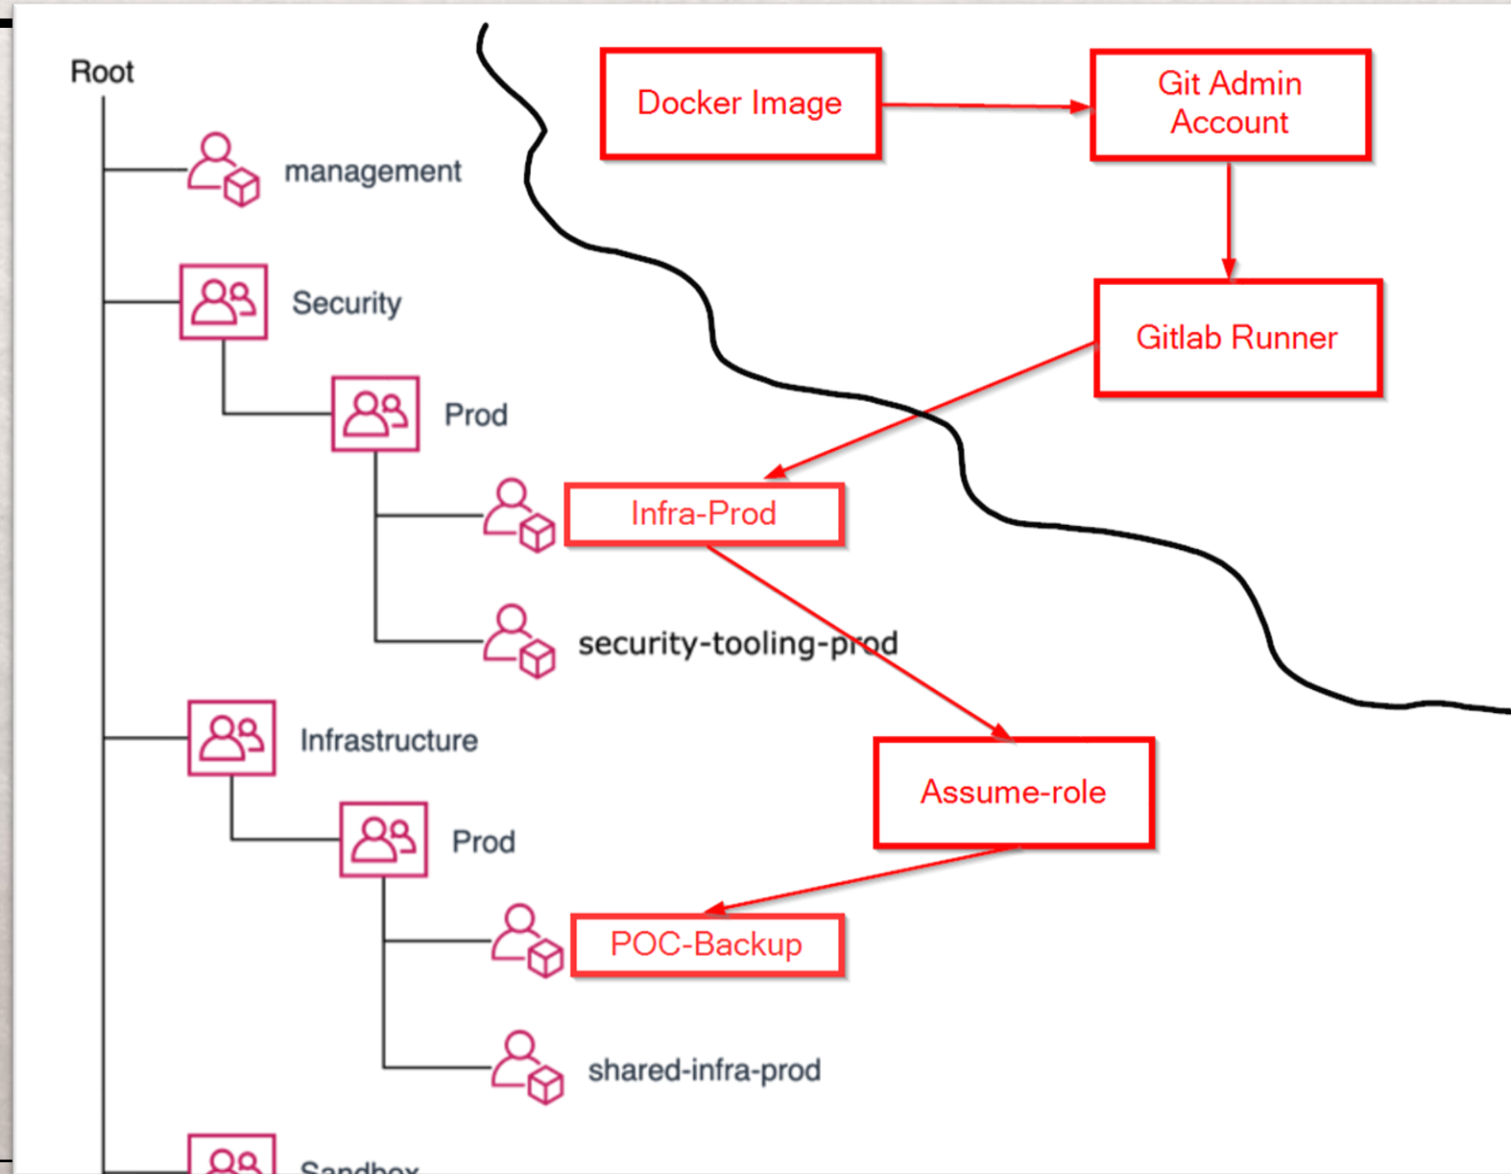 Root
Docker Image
Git Admin
Account
management
Security
Gitlab Runner
Prod
Infra-Prod
security-tooling-prod
Infrastructure
Assume-role
Prod
POC-Backup
shared-infra-prod
Sandbox